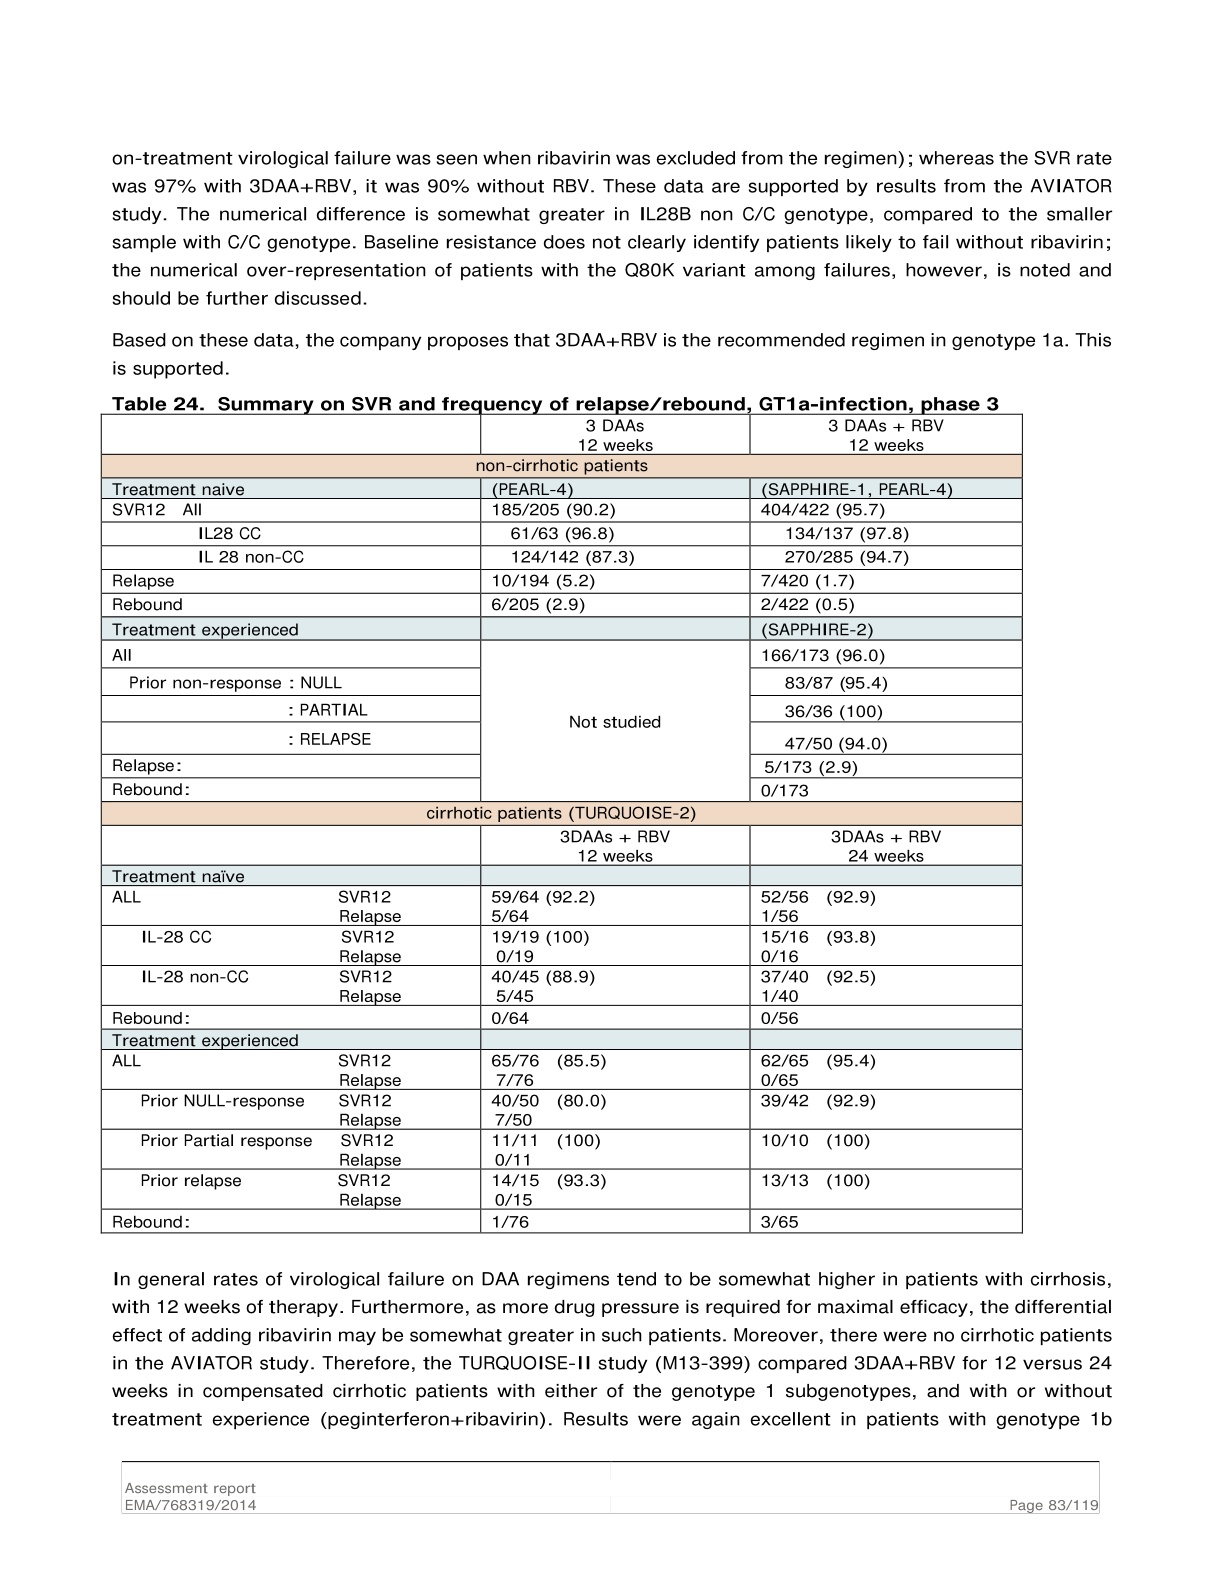 on-treatment virological failure was seen when ribavirin was excluded from the regimen); whereas the SVR rate
was 97% with 3DAA+RBV, it was 90% without RBV. These data are supported by results from the AVIATOR
study. The numerical difference is somewhat greater in IL28B non C/C genotype, compared to the smaller
sample with C/C genotype. Baseline resistance does not clearly identify patients likely to fail without ribavirin;
the numerical over-representation of patients with the Q80K variant among failures, however, is noted and
should be further discussed.
Based on these data, the company proposes that 3DAA+RBV is the recommended regimen in genotype 1a. This
is supported.
Table 24. Summary on SVR and frequency of relapse/rebound, GT1a-infection, phase 3
3 DAAs 3 DAAs + RBV
12 weeks 12 weeks
non-cirrhotic patients
Treatment naive (PEARL-4) (SAPPHIRE-1, PEARL-4)
SVR12 All 185/205 (90.2) 404/422 (95.7)
IL28 CC 61/63 (96.8) 134/137 (97.8)
IL 28 non-CC 124/142 (87.3) 270/285 (94.7)
Relapse 10/194 (5.2) 7/420 (1.7)
Rebound 6/205 (2.9) 2/422 (0.5)
Treatment experienced (SAPPHIRE-2)
All 166/173 (96.0)
Prior non-response : NULL 83/87 (95.4)
: PARTIAL 36/36 (100)
Not studied
: RELAPSE 47/50 (94.0)
Relapse: 5/173 (2.9)
Rebound: 0/173
cirrhotic patients (TURQUOISE-2)
3DAAs + RBV 3DAAs + RBV
12 weeks 24 weeks
Treatment naïve
ALL SVR12 59/64 (92.2) 52/56 (92.9)
Relapse 5/64 1/56
IL-28 CC SVR12 19/19 (100) 15/16 (93.8)
Relapse 0/19 0/16
IL-28 non-CC SVR12 40/45 (88.9) 37/40 (92.5)
Relapse 5/45 1/40
Rebound: 0/64 0/56
Treatment experienced
ALL SVR12 65/76 (85.5) 62/65 (95.4)
Relapse 7/76 0/65
Prior NULL-response SVR12 40/50 (80.0) 39/42 (92.9)
Relapse 7/50
Prior Partial response SVR12 11/11 (100) 10/10 (100)
Relapse 0/11
Prior relapse SVR12 14/15 (93.3) 13/13 (100)
Relapse 0/15
Rebound: 1/76 3/65
In general rates of virological failure on DAA regimens tend to be somewhat higher in patients with cirrhosis,
with 12 weeks of therapy. Furthermore, as more drug pressure is required for maximal efficacy, the differential
effect of adding ribavirin may be somewhat greater in such patients. Moreover, there were no cirrhotic patients
in the AVIATOR study. Therefore, the TURQUOISE-II study (M13-399) compared 3DAA+RBV for 12 versus 24
weeks in compensated cirrhotic patients with either of the genotype 1 subgenotypes, and with or without
treatment experience (peginterferon+ribavirin). Results were again excellent in patients with genotype 1b
Assessment report
EMA/768319/2014 Page 83/119